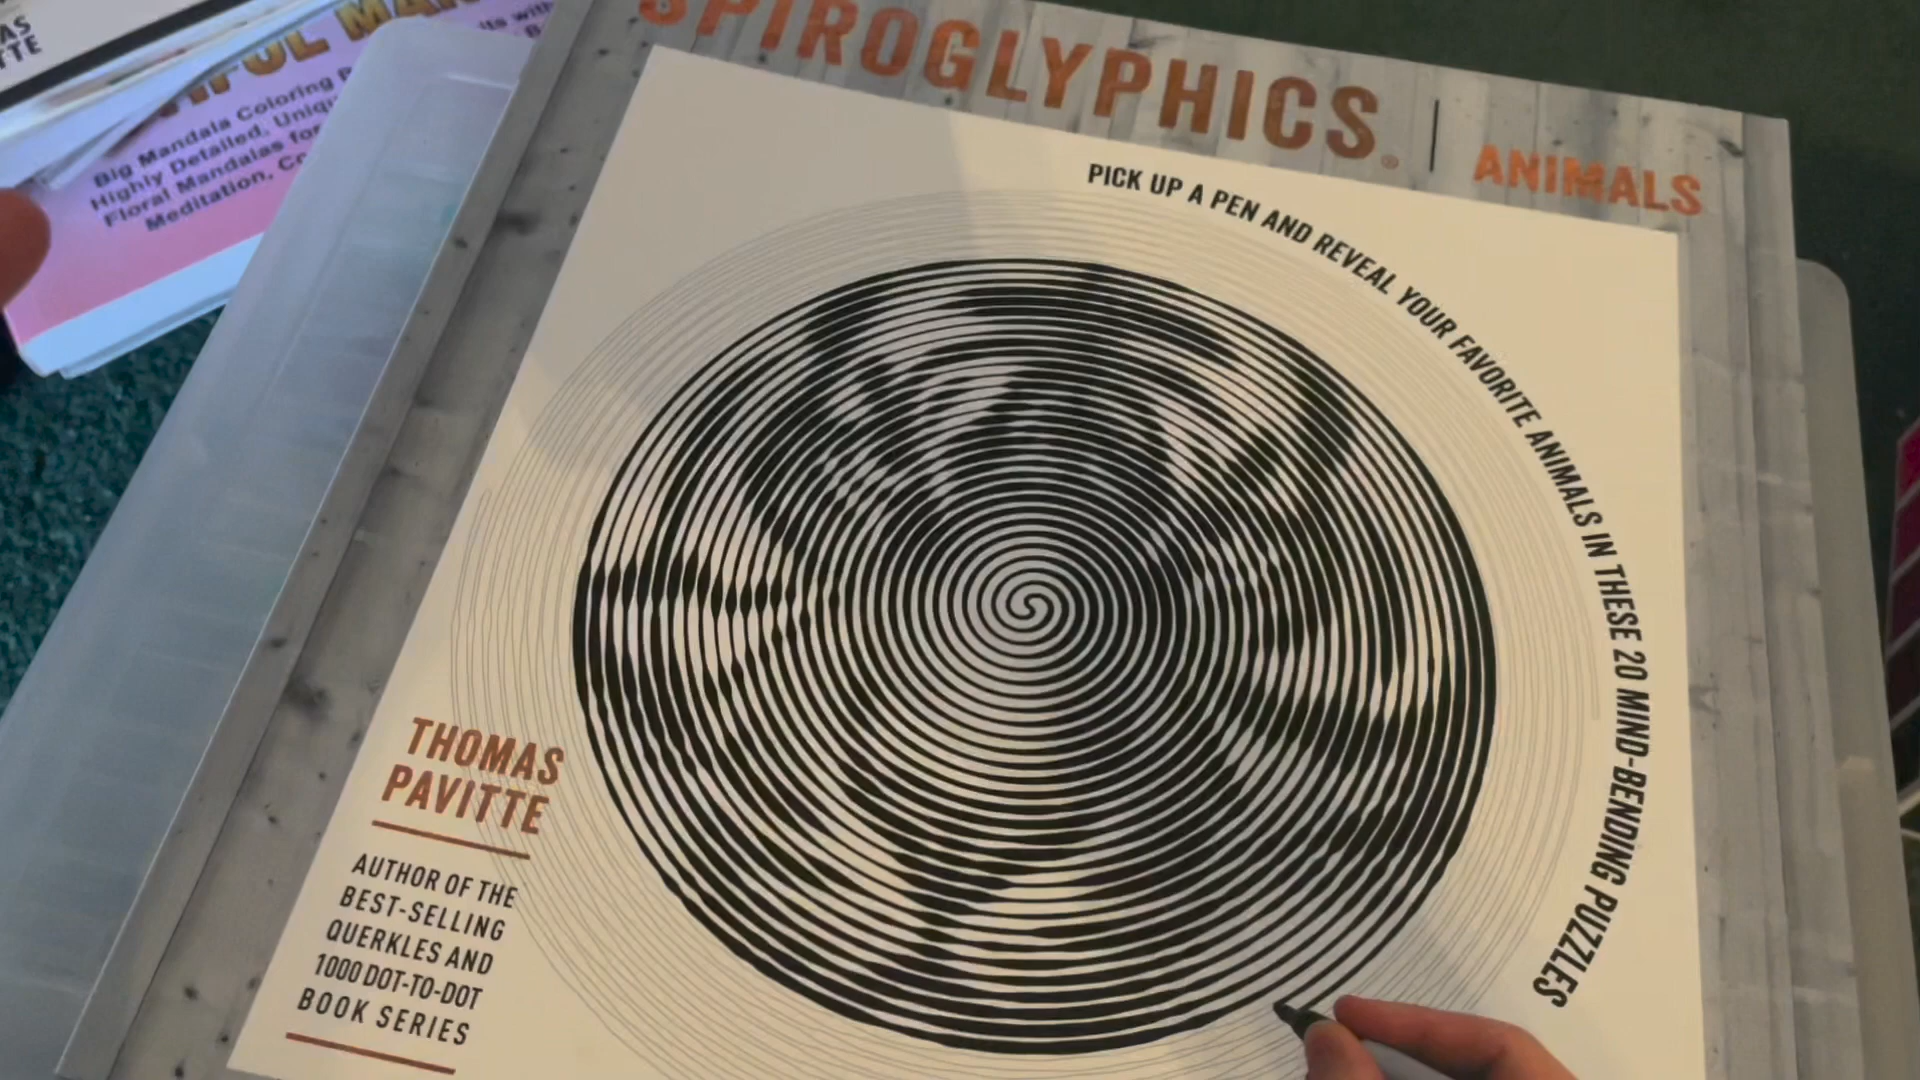 SPIROGLYPHICS®
ANIMALS
PICK UP A PEN AND REVEAL YOUR FAVORITE ANIMALS IN THESE 20 MIND-BENDING PUZZLES
THOMAS
PAVITTE
AUTHOR OF THE
BEST-SELLING
QUERKLES AND
1000 DOT-TO-DOT
BOOK SERIES
Big Mandala Coloring
Highly Detailed,
Floral Mandalas for
Meditation,